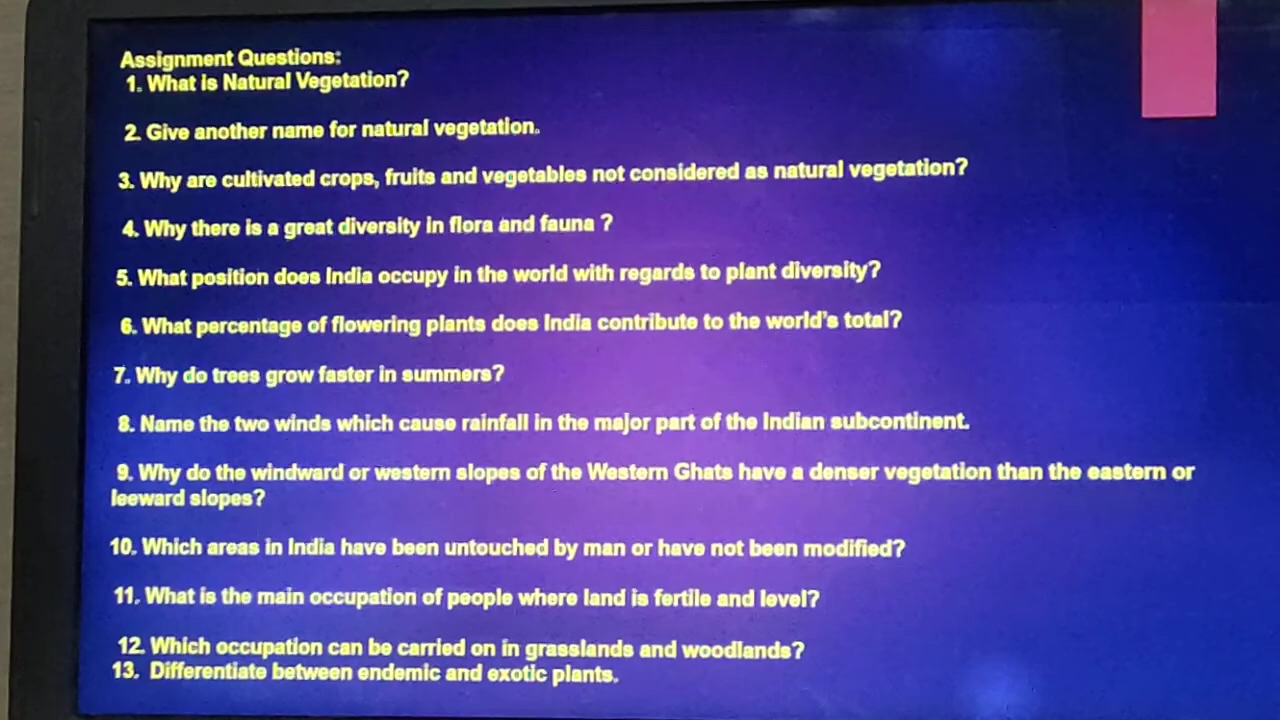 Assignment Questions:
1. What is Natural Vegetation?
2. Give another name for natural vegetation.
3. Why are cultivated crops, fruits and vegetables not considered as natural vegetation?
4. Why there is a great diversity in flora and fauna ?
5. What position does India occupy in the world with regards to plant diversity?
6. What percentage of flowering plants does India contribute to the world's total?
7. Why do trees grow faster in summers?
8. Name the two winds which cause rainfall in the major part of the Indian subcontinent.
9. Why do the windward or western slopes of the Western Ghats have a denser vegetation than the eastern or
leeward slopes?
10. Which areas in India have been untouched by man or have not been modified?
11. What is the main occupation of people where land is fertile and level?
12. Which occupation can be carried on in grasslands and woodlands?
13. Differentiate between endemic and exotic plants.